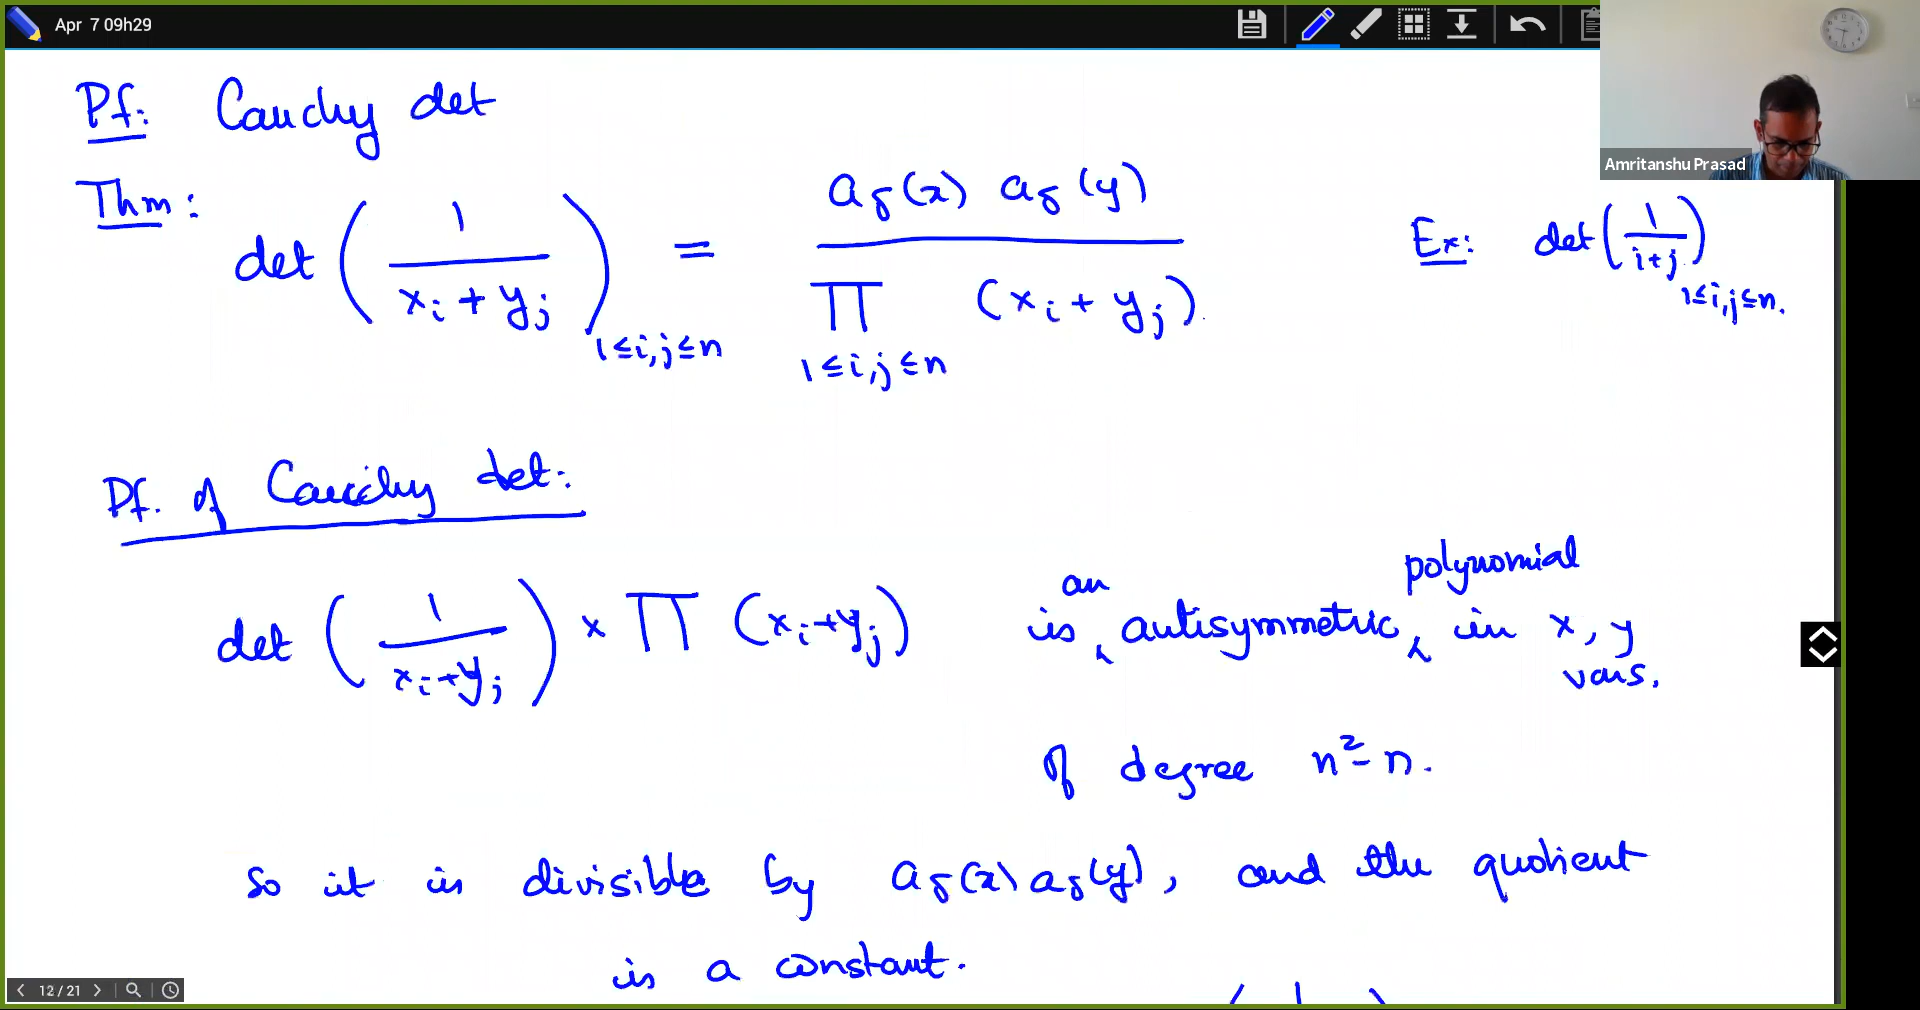 Apr 7 09h29
Amritanshu Prasad
Pf: Cauchy det
Thm: det ( 1 / (x_i + y_j) )_{1≤i,j≤n} = a_δ(x) a_δ(y) / ∏_{1≤i,j≤n} (x_i + y_j)
Ex: det ( 1 / (i+j) )_{1≤i,j≤n}.
Pf. of Cauchy det:
det ( 1 / (x_i+y_j) ) × ∏ (x_i+y_j) is an antisymmetric polynomial in x, y vars.
of degree n²-n.
So it is divisible by a_δ(x) a_δ(y), and the quotient
is a constant.
12 / 21